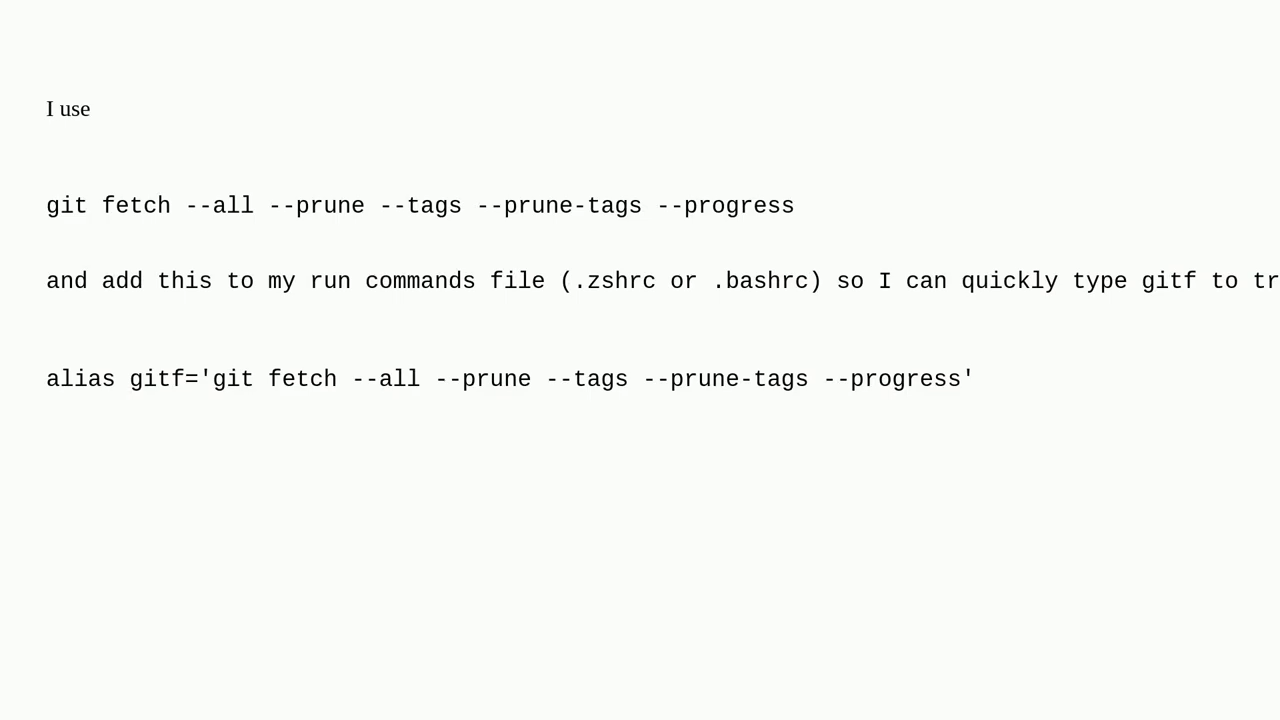 I use
git fetch --all --prune --tags --prune-tags --progress
and add this to my run commands file (.zshrc or .bashrc) so I can quickly type gitf to
alias gitf='git fetch --all --prune --tags --prune-tags --progress'